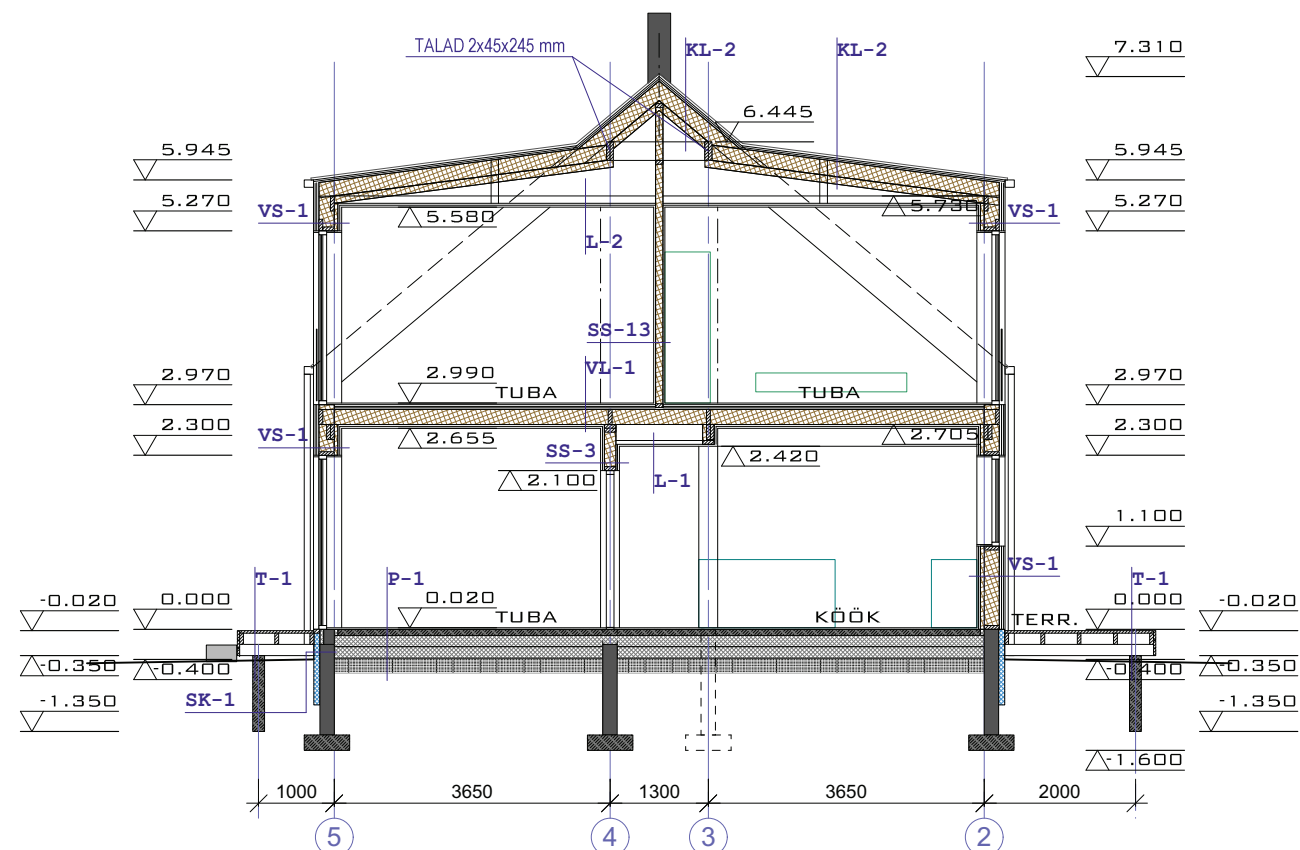 TALAD 2x45x245 mm
KL-2
KL-2
7.310
6.445
5.945
5.945
5.270
VS-1
5.580
5.730
VS-1
5.270
L-2
SS-13
VL-1
2.970
2.990
TUBA
TUBA
2.970
2.300
VS-1
2.655
2.705
2.300
SS-3
2.420
2.100
L-1
1.100
T-1
P-1
VS-1
T-1
-0.020
0.000
0.020
TUBA
KÖÖK
TERR.
0.000
-0.020
-0.350
-0.400
-0.400
-0.350
-1.350
SK-1
-1.350
-1.600
1000
3650
1300
3650
2000
5
4
3
2